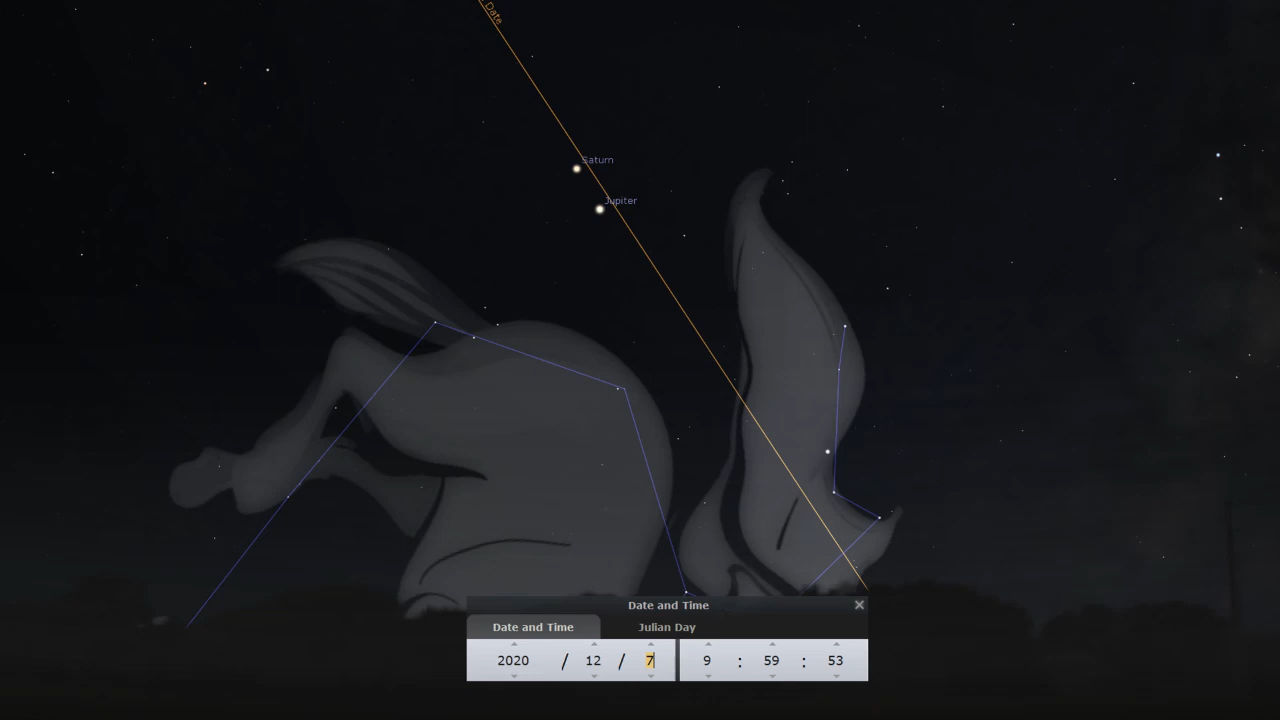 Date
Saturn
Jupiter
Date and Time
Date and Time Julian Day
2020 / 12 / 7 9 : 59 : 53